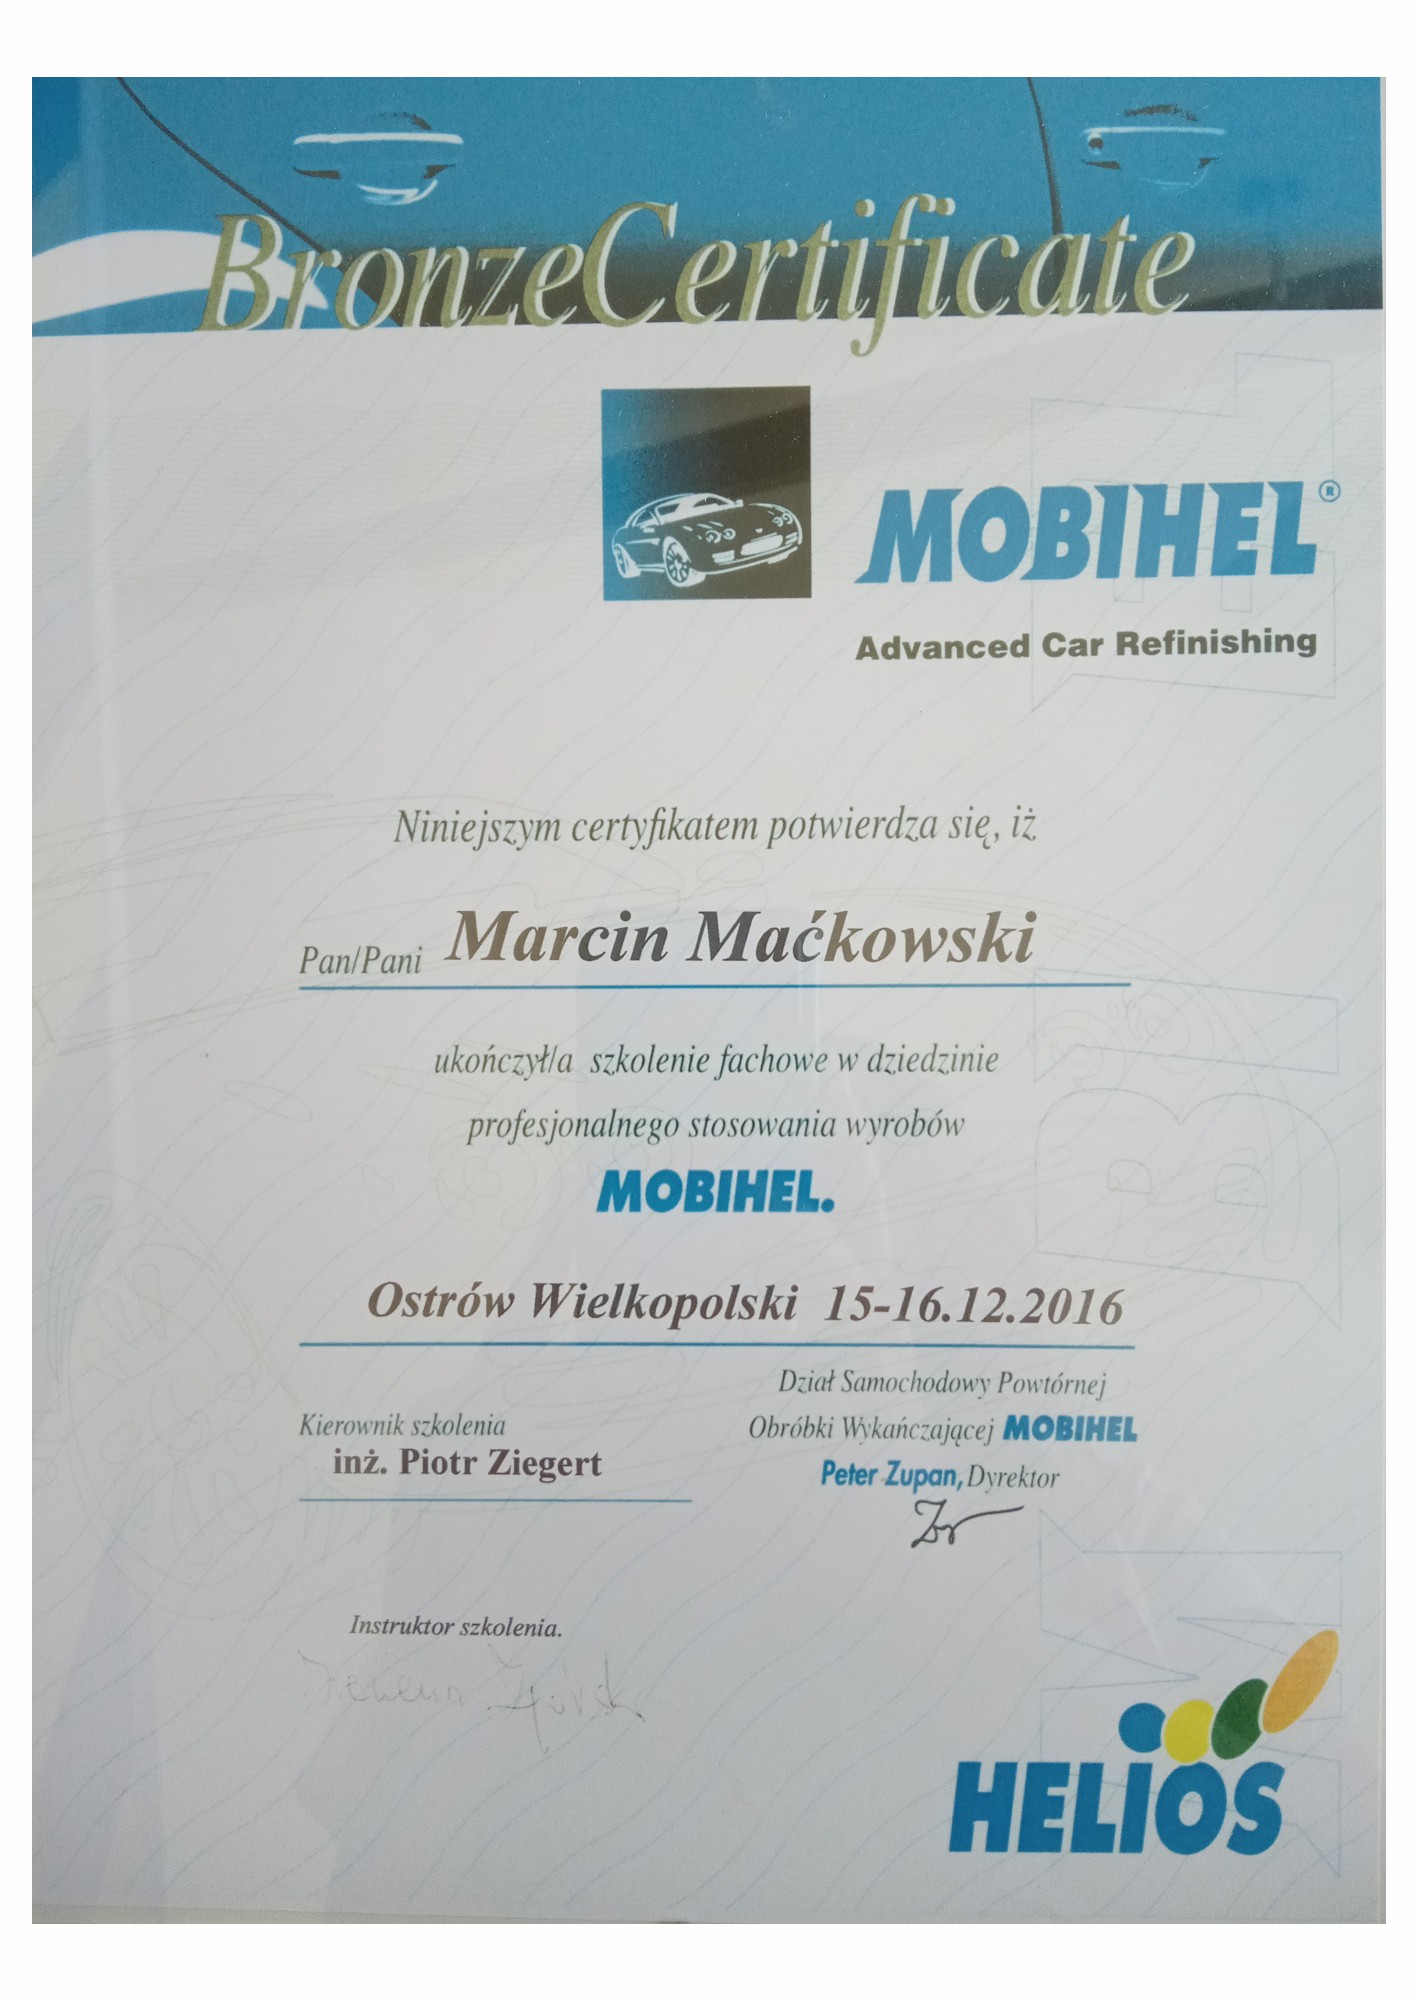 BronzeCertificate
MOBIHEL®
Advanced Car Refinishing
Niniejszym certyfikatem potwierdza się, iż
Pan/Pani Marcin Maćkowski
ukończył/a szkolenie fachowe w dziedzinie
profesjonalnego stosowania wyrobów
MOBIHEL.
Ostrów Wielkopolski 15-16.12.2016
Dział Samochodowy Powtórnej
Obróbki Wykańczającej MOBIHEL
Peter Zupan, Dyrektor
Kierownik szkolenia
inż. Piotr Ziegert
Instruktor szkolenia.
HELIOS